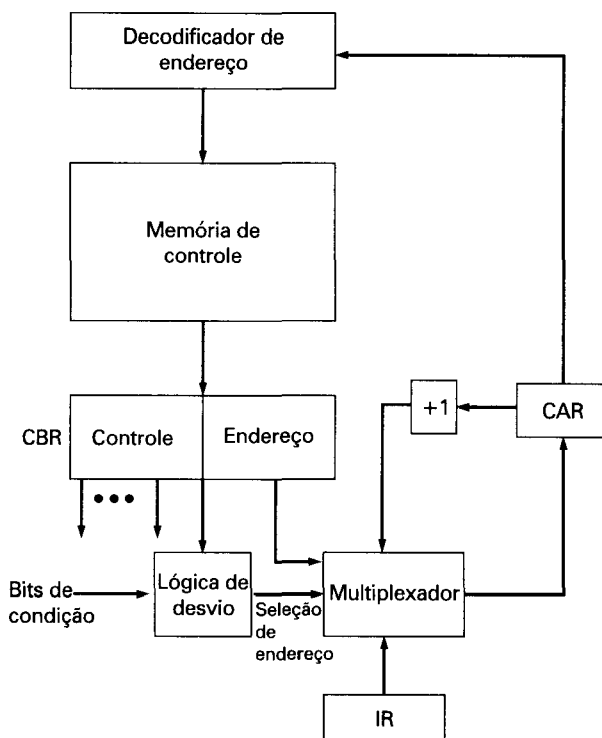 Decodificador de
endereço
Memória de
controle
+1
CAR
CBR
Controle
Endereço
Bits de
condição
Lógica de
desvio
Seleção
de
endereço
Multiplexador
IR